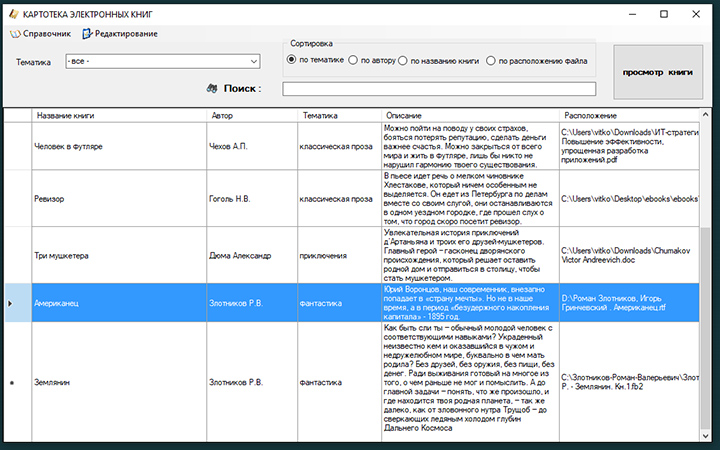 КАРТОТЕКА ЭЛЕКТРОННЫХ КНИГ
Справочник Редактирование
Тематика
- все -
Сортировка
по тематике по автору по названию книги по расположению файла
просмотр книги
Поиск :
Название книги Автор Тематика Описание Расположение
Человек в футляре
Чехов А.П.
классическая проза
Можно пойти на поводу у своих страхов,
бояться потерять репутацию, сделать деньги
важнее счастья. Можно закрыться от всего
мира и жить в Футляре, лишь бы никто не
нарушил гармонию твоего существования.
C:\Users\vitko\Downloads\ИТ-стратеги
Повышение эффективности,
упрощенная разработка
приложений.pdf
Ревизор
Гоголь Н.В.
классическая проза
В пьесе идет речь о мелком чиновнике
Хлестакове, который ничем особенным не
выделяется. Он едет из Петербурга по делам
вместе со своим слугой, они останавливаются
в одном уездном городке, где прошел слух о
том, что город скоро посетит ревизор.
C:\Users\vitko\Desktop\ebooks\ebooks\
Три мушкетера
Дюма Александр
приключения
Увлекательная история приключений
д'Артаньяна и троих его друзей-мушкетеров.
Главный герой – гасконец дворянского
происхождения, который решает оставить
родной дом и отправиться в столицу, чтобы
стать мушкетером.
C:\Users\vitko\Downloads\Chumakov
Victor Andreevich.doc
Американец
Злотников Р.В.
фантастика
Юрий Воронцов, наш современник, внезапно
попадает в «страну мечты». Но не в наше
время, а в период «безудержного накопления
капитала» - 1895 год.
D:\Роман Злотников, Игорь
Гринчевский . Американец.rtf
Землянин
Злотников Р.В.
фантастика
Как быть сли ты – обычный молодой человек с
соответствующими навыками? Украденный
неизвестно кем и оказавшийся в чужом и
недружелюбном мире, буквально в чем мать
родила? Без друзей, без оружия, без пищи, без
денег. Ради выживания готовый на многое из
того, о чем раньше не мог и помыслить. А до
главной задачи – понять, что же произошло, и
где находится твоя родная планета, – так же
далеко, как от зловонного нутра Трущоб – до
сверкающих ледяным холодом глубин
Дальнего Космоса
C:\Злотников-Роман-Валерьевич\Злот
Р. - Землянин. Кн.1.fb2